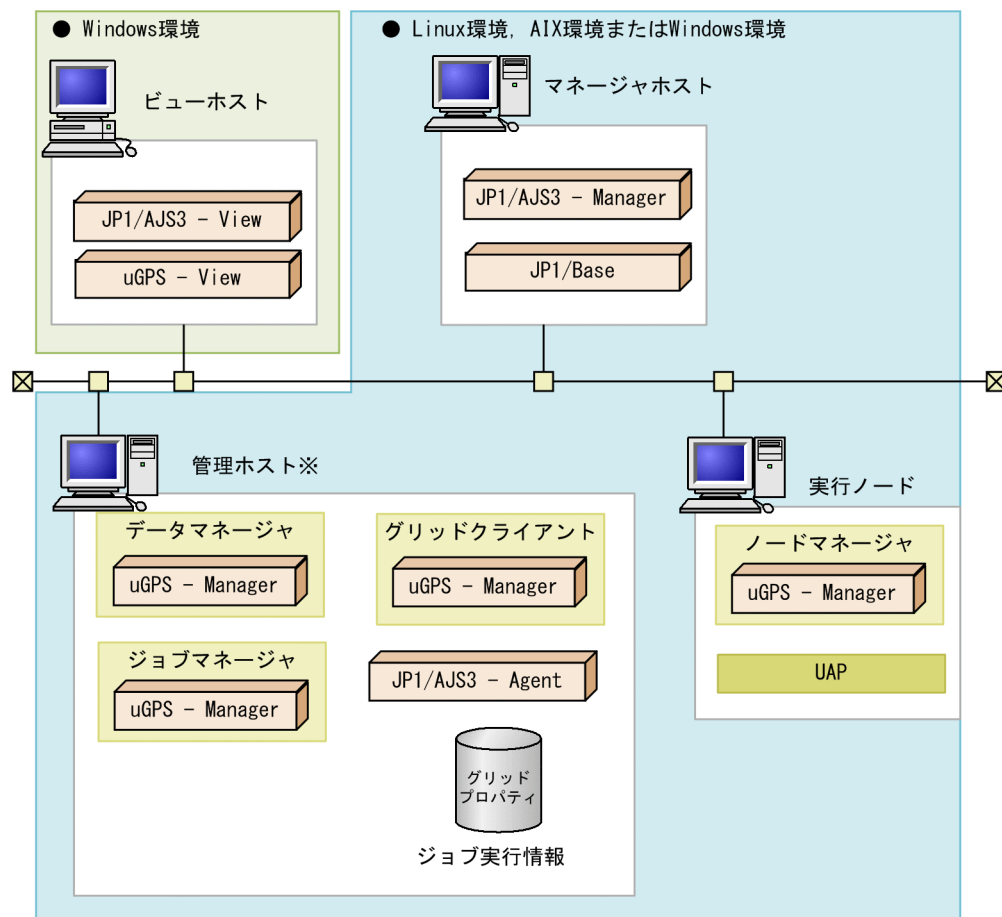 ● Windows環境
ビューホスト
JP1/AJS3 - View
uGPS - View
● Linux環境, AIX環境またはWindows環境
マネージャホスト
JP1/AJS3 - Manager
JP1/Base
管理ホスト※
データマネージャ
uGPS - Manager
グリッドクライアント
uGPS - Manager
ジョブマネージャ
uGPS - Manager
JP1/AJS3 - Agent
グリッド
プロパティ
ジョブ実行情報
実行ノード
ノードマネージャ
uGPS - Manager
UAP